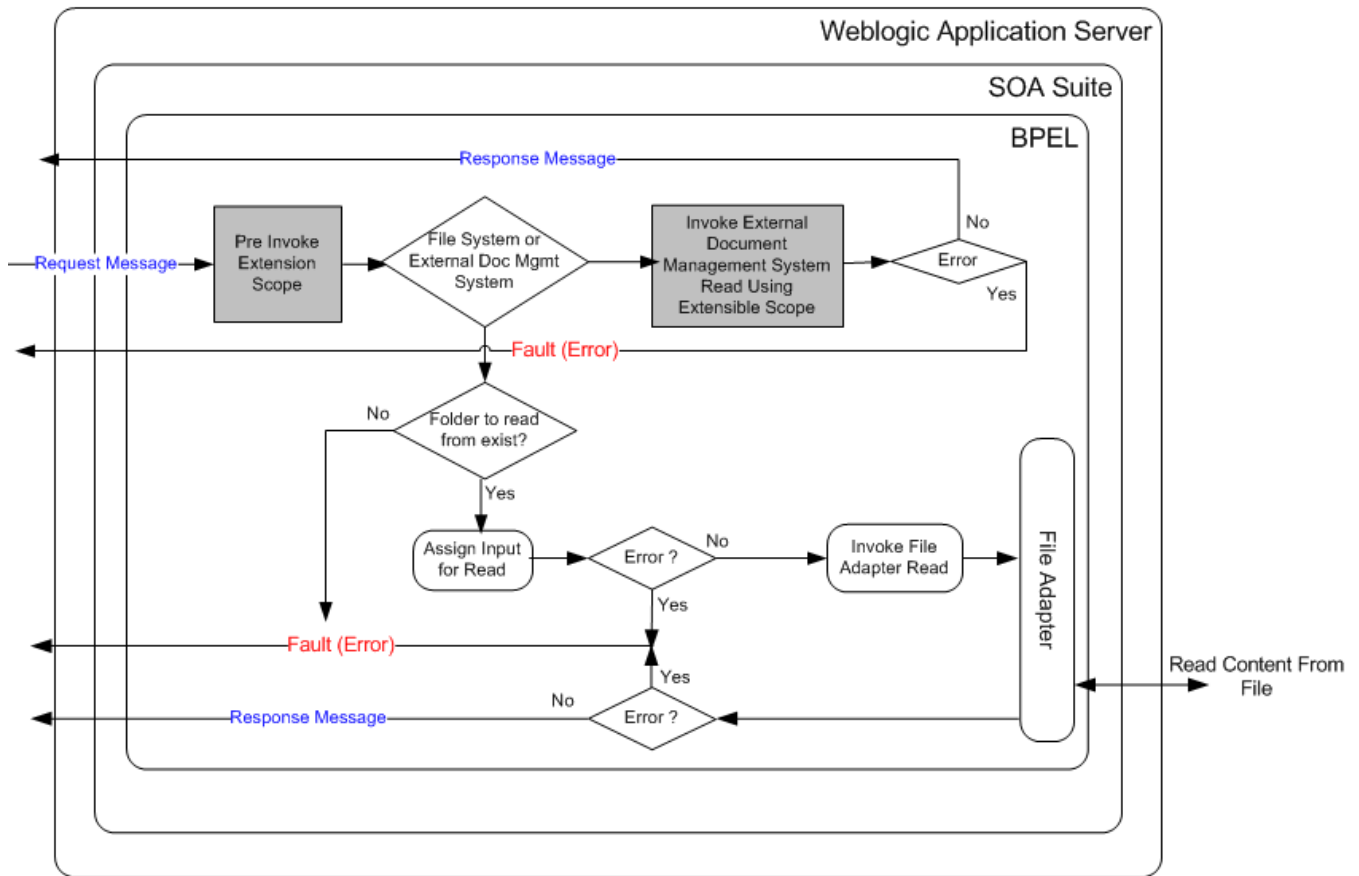 Weblogic Application Server
SOA Suite
BPEL
Response Message
No
Request Message
Pre Invoke
Extension
Scope
File System or
External Doc Mgmt
System
Invoke External
Document
Management System
Read Using
Extensible Scope
Error
Yes
Fault (Error)
No
Folder to read
from exist?
Yes
Assign Input
for Read
Error ?
No
Invoke File
Adapter Read
File Adapter
Yes
Fault (Error)
Yes
Read Content From
File
Response Message
No
Error ?